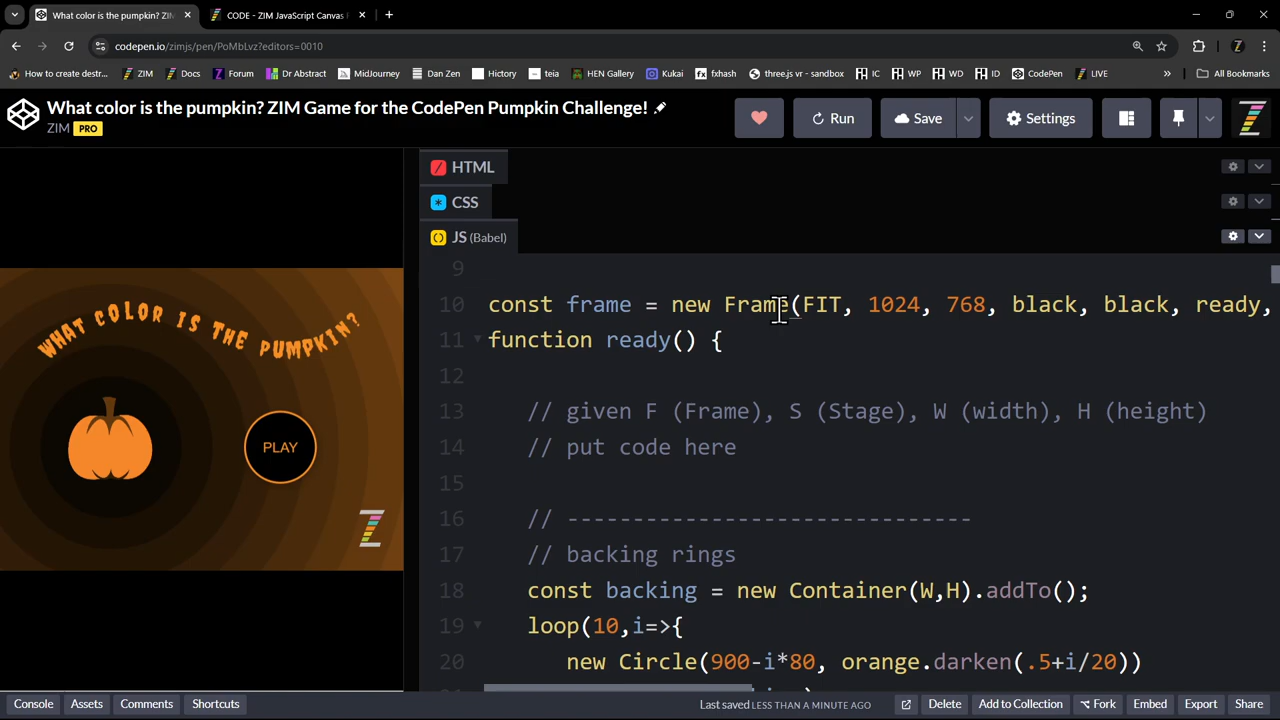 What color is the pumpkin? ZIM
CODE - ZIM JavaScript Canvas
codepen.io/zimjs/pen/PoMbLvz?editors=0010
How to create destr...
ZIM
Docs
Forum
Dr Abstract
MidJourney
Dan Zen
Hictory
teia
HEN Gallery
Kukai
fxhash
three.js vr - sandbox
IC
WP
WD
ID
CodePen
LIVE
»
All Bookmarks
What color is the pumpkin? ZIM Game for the CodePen Pumpkin Challenge!
ZIM PRO
Run
Save
Settings
HTML
CSS
JS (Babel)
WHAT COLOR IS THE PUMPKIN?
PLAY
9
10 const frame = new Frame(FIT, 1024, 768, black, black, ready,
11 function ready() {
12
13 // given F (Frame), S (Stage), W (width), H (height)
14 // put code here
15
16 // -------------------------------
17 // backing rings
18 const backing = new Container(W,H).addTo();
19 loop(10,i=>{
20 new Circle(900-i*80, orange.darken(.5+i/20))
Console
Assets
Comments
Shortcuts
Last saved LESS THAN A MINUTE AGO
Delete
Add to Collection
Fork
Embed
Export
Share